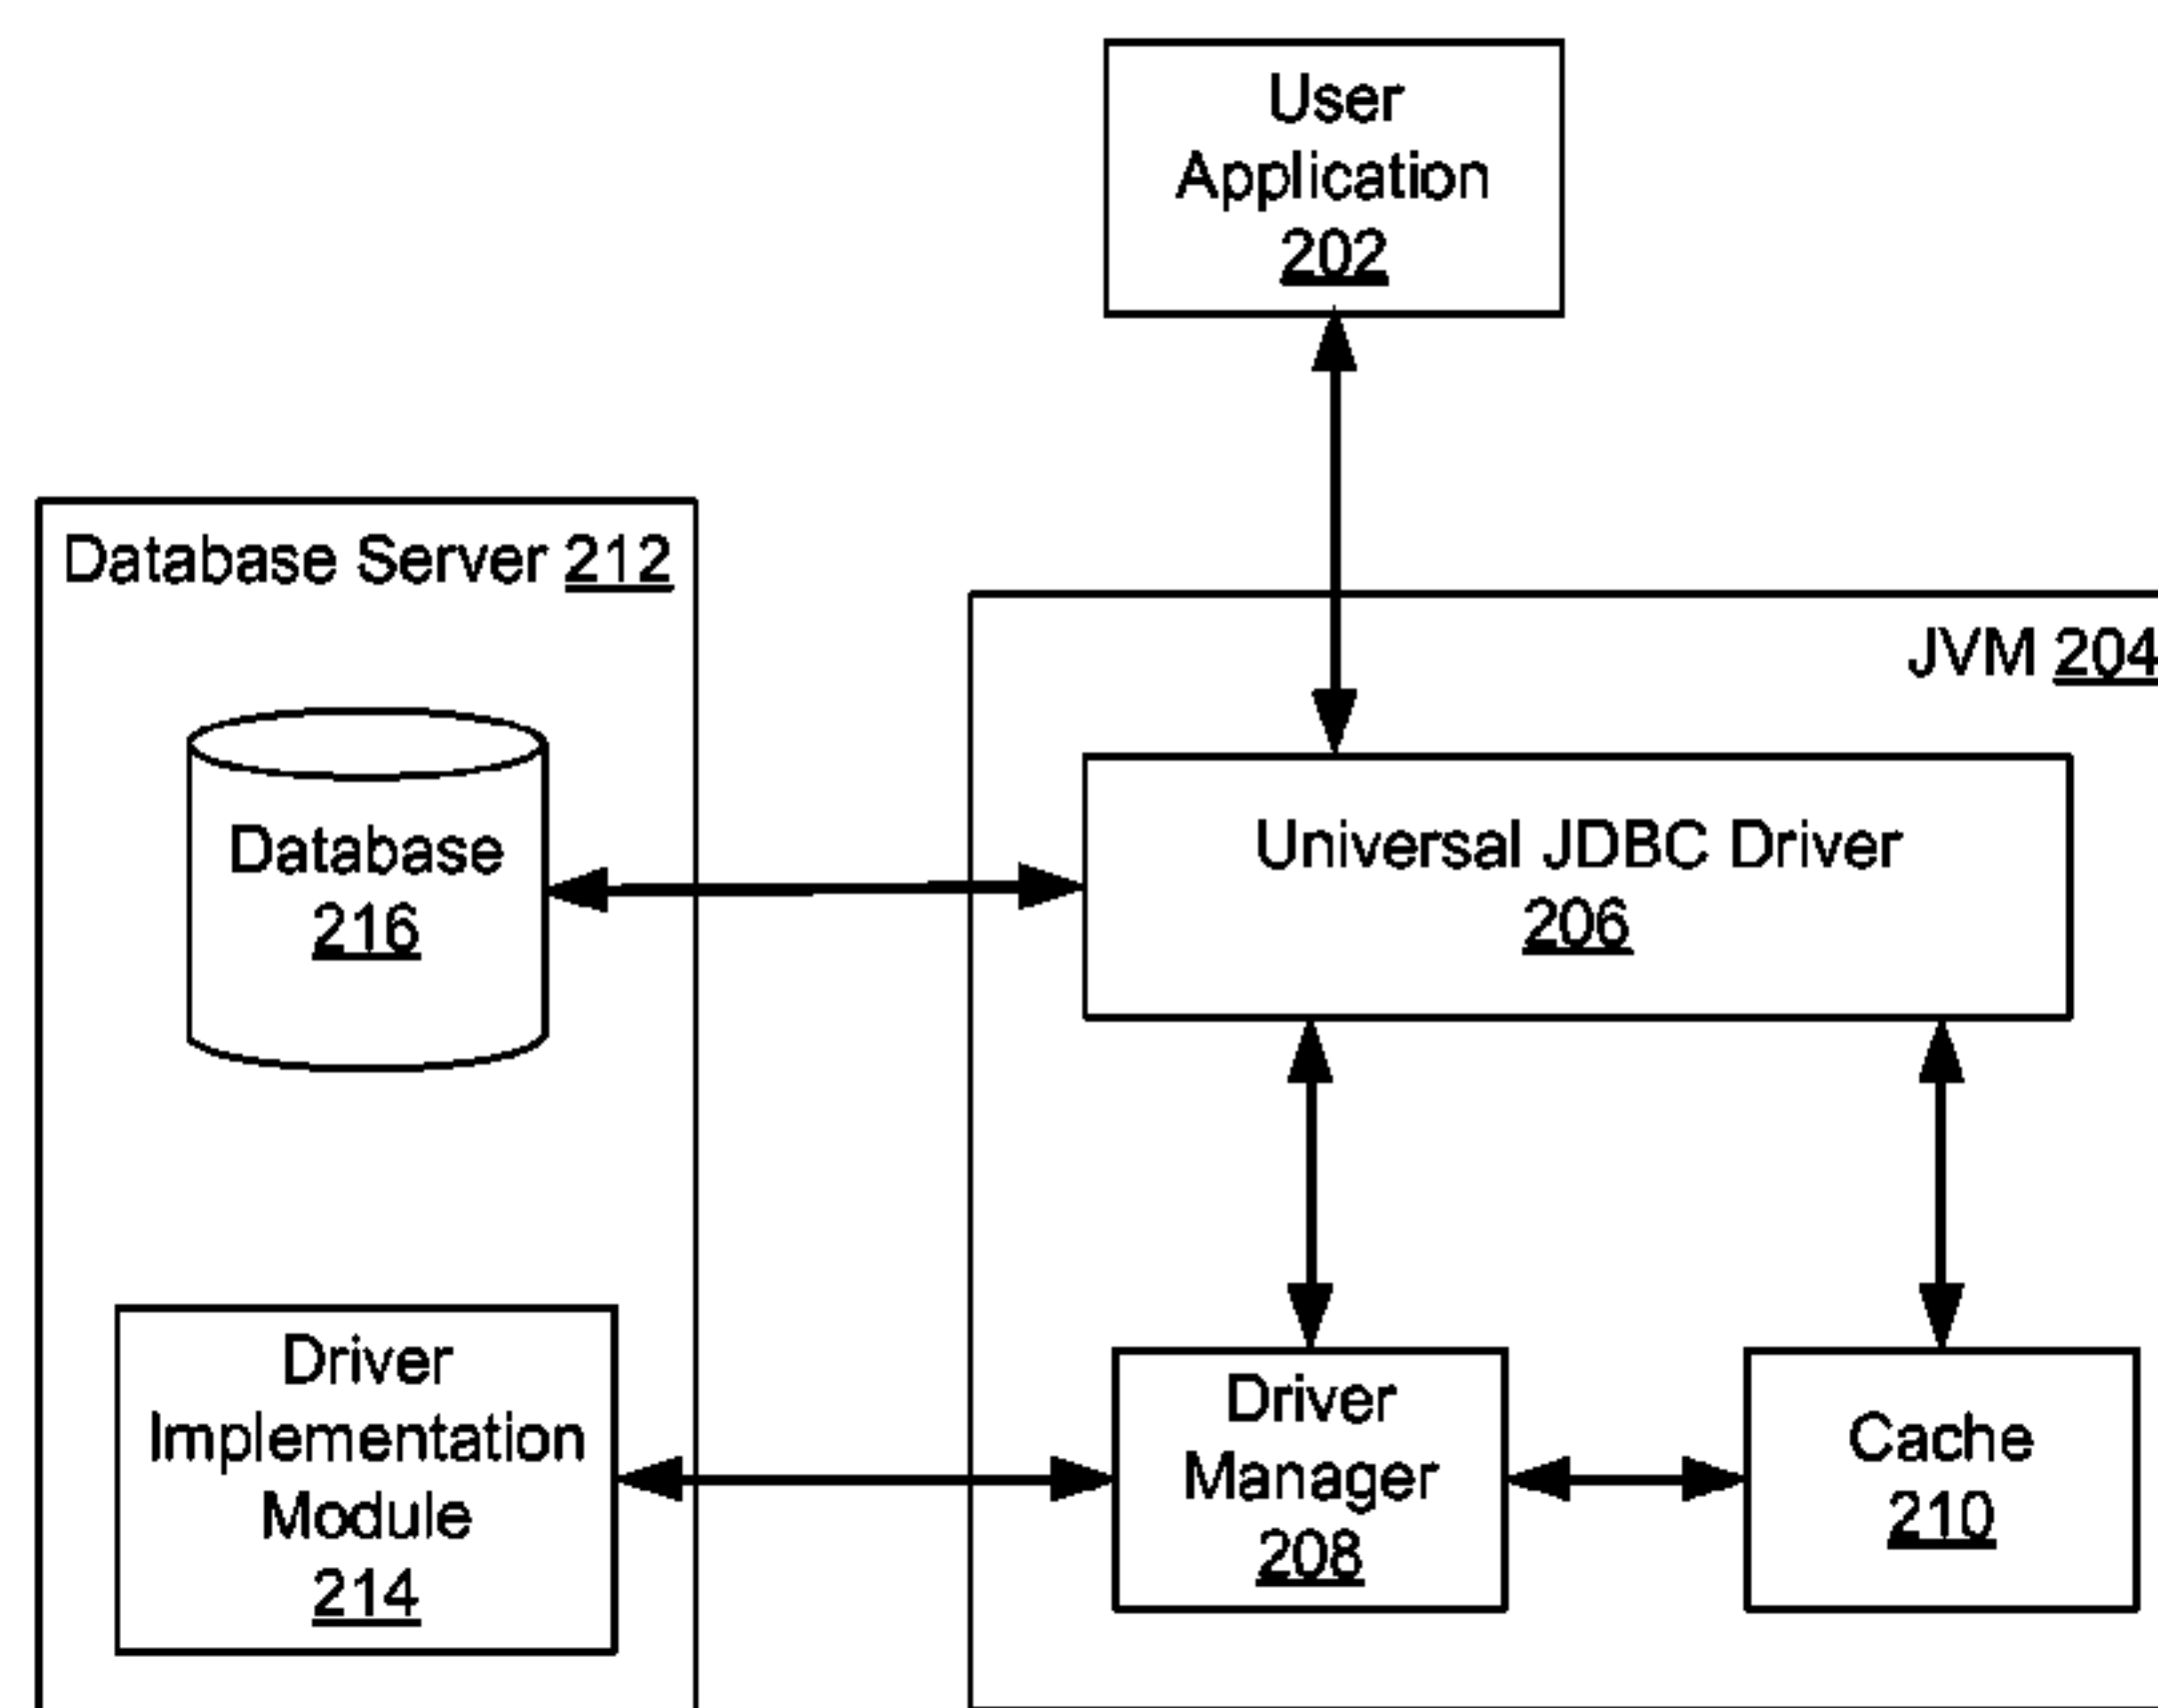 User
Application
202
Database Server 212
JVM 204
Database
216
Universal JDBC Driver
206
Driver
Implementation
Module
214
Driver
Manager
208
Cache
210